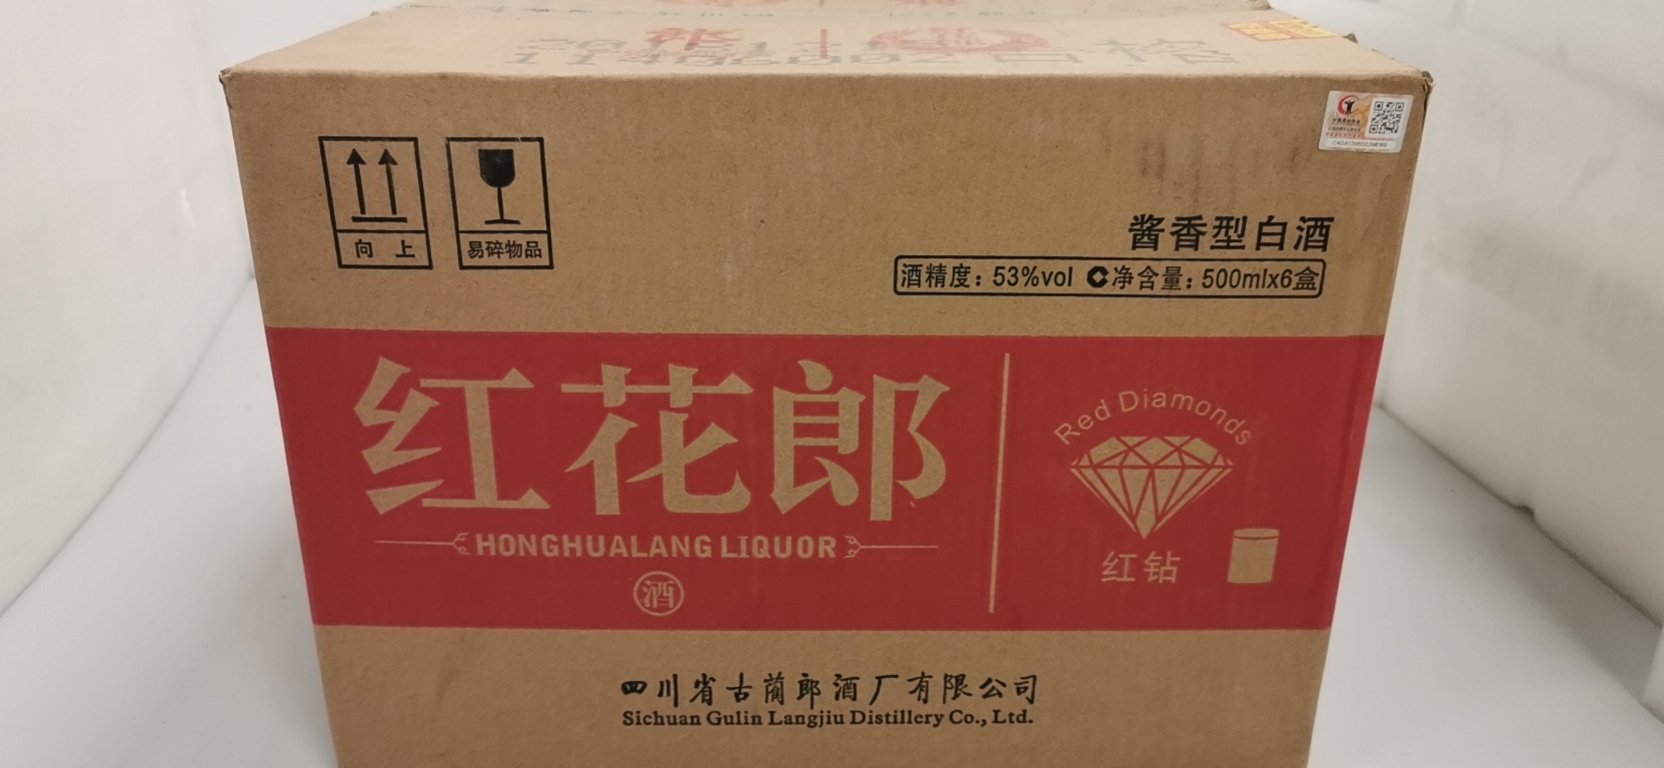 向 上
易碎物品
酱香型白酒
酒精度：53%vol 净含量：500mlx6盒
红花郎
HONGHUALANG LIQUOR
酒
Red Diamonds
红钻
四川省古蔺郎酒厂有限公司
Sichuan Gulin Langjiu Distillery Co., Ltd.